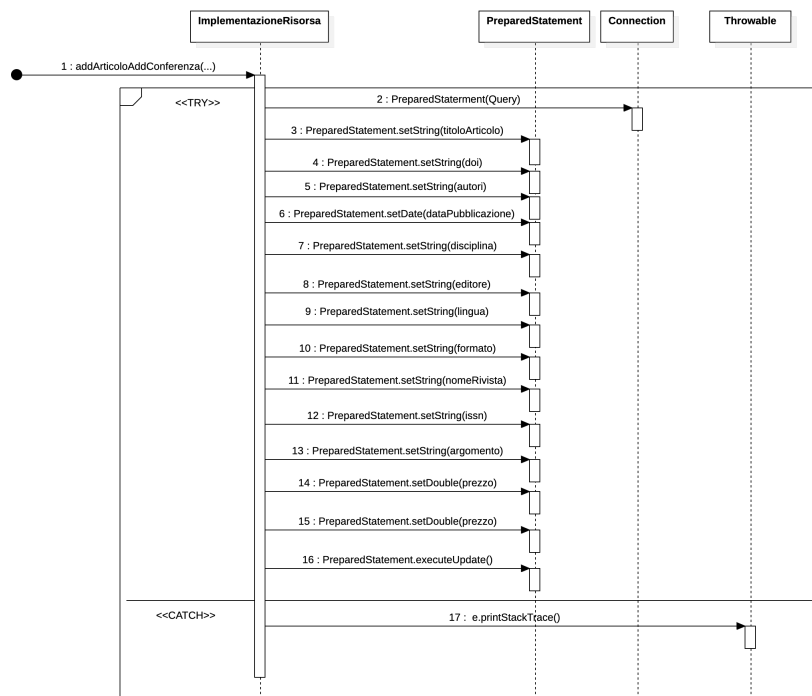 ImplementazioneRisorsa
PreparedStatement
Connection
Throwable
1 : addArticoloAddConferenza(...)
<<TRY>>
2 : PreparedStaterment(Query)
3 : PreparedStatement.setString(titoloArticolo)
4 : PreparedStatement.setString(doi)
5 : PreparedStatement.setString(autori)
6 : PreparedStatement.setDate(dataPubblicazione)
7 : PreparedStatement.setString(disciplina)
8 : PreparedStatement.setString(editore)
9 : PreparedStatement.setString(lingua)
10 : PreparedStatement.setString(formato)
11 : PreparedStatement.setString(nomeRivista)
12 : PreparedStatement.setString(issn)
13 : PreparedStatement.setString(argomento)
14 : PreparedStatement.setDouble(prezzo)
15 : PreparedStatement.setDouble(prezzo)
16 : PreparedStatement.executeUpdate()
<<CATCH>>
17 : e.printStackTrace()